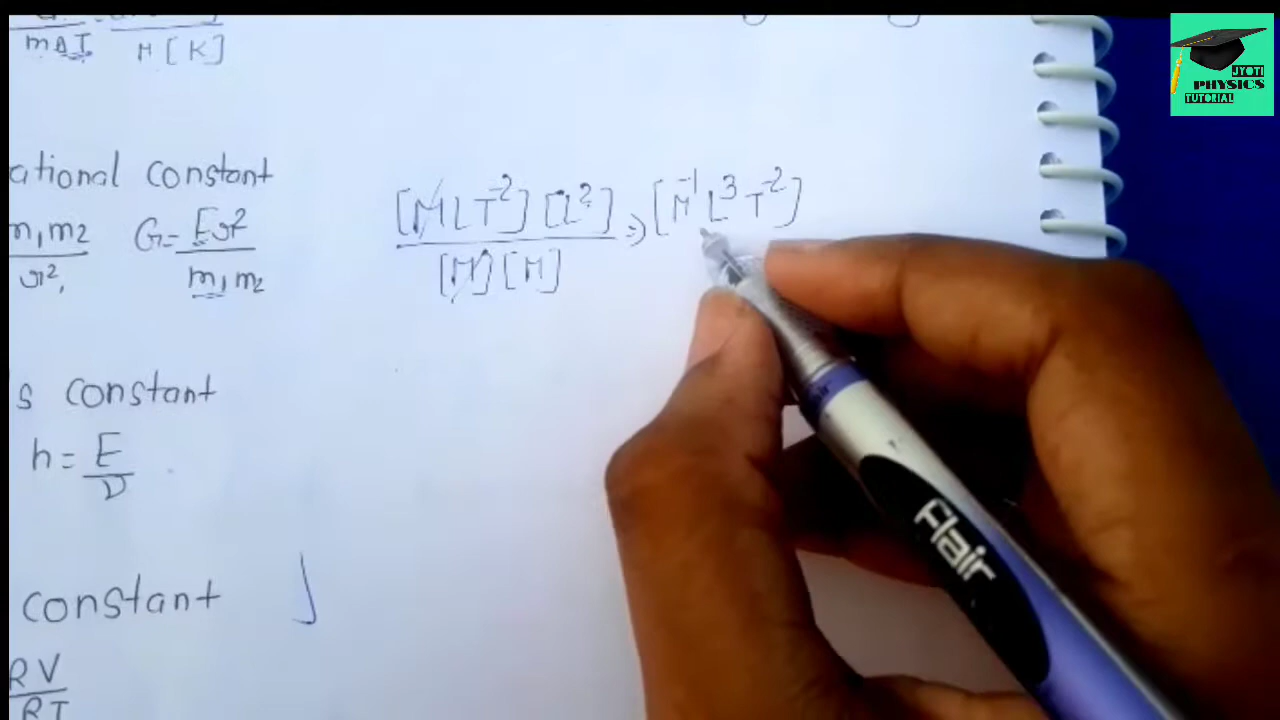 mΔT M[K]
ational constant
m1m2 G = Fr² [MLT⁻²] [L²] => [M⁻¹L³T⁻²]
r², m1m2 [M] [M]
s constant
h = E
ν
constant
RV
RT
Flair
JYOTI
PHYSICS
TUTORIAL